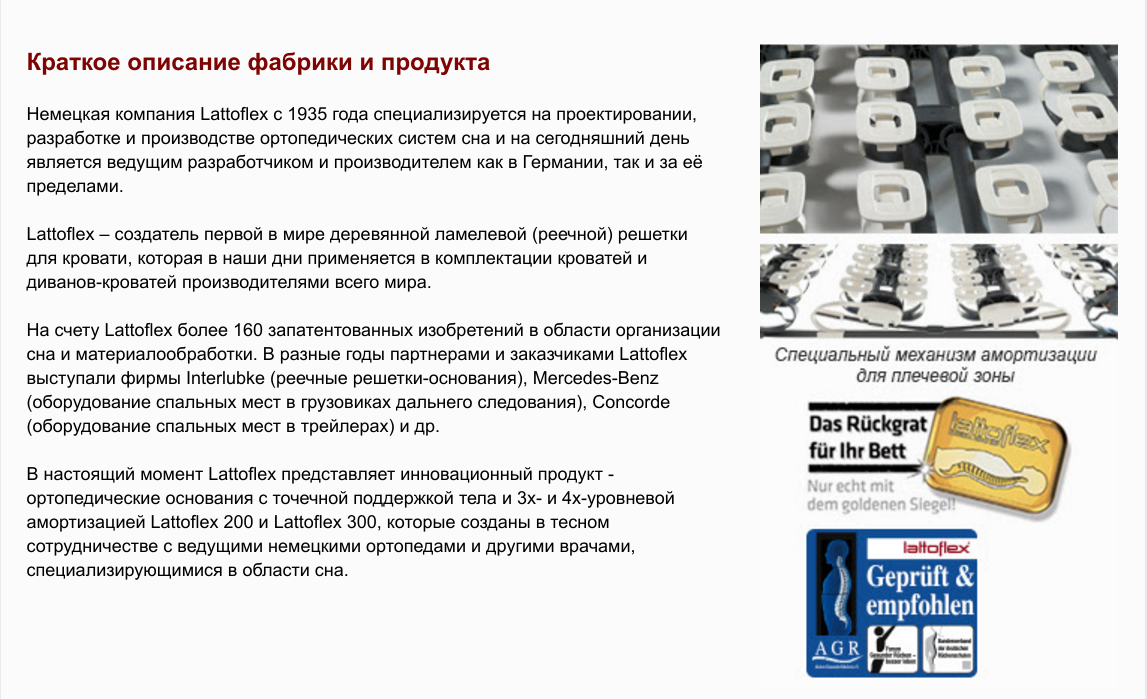 Краткое описание фабрики и продукта
Немецкая компания Lattoflex с 1935 года специализируется на проектировании,
разработке и производстве ортопедических систем сна и на сегодняшний день
является ведущим разработчиком и производителем как в Германии, так и за её
пределами.
Lattoflex – создатель первой в мире деревянной ламелевой (реечной) решетки
для кровати, которая в наши дни применяется в комплектации кроватей и
диванов-кроватей производителями всего мира.
На счету Lattoflex более 160 запатентованных изобретений в области организации
сна и материалообработки. В разные годы партнерами и заказчиками Lattoflex
выступали фирмы Interlubke (реечные решетки-основания), Mercedes-Benz
(оборудование спальных мест в грузовиках дальнего следования), Concorde
(оборудование спальных мест в трейлерах) и др.
В настоящий момент Lattoflex представляет инновационный продукт -
ортопедические основания с точечной поддержкой тела и 3х- и 4х-уровневой
амортизацией Lattoflex 200 и Lattoflex 300, которые созданы в тесном
сотрудничестве с ведущими немецкими ортопедами и другими врачами,
специализирующимися в области сна.
Специальный механизм амортизации
для плечевой зоны
Das Rückgrat
für Ihr Bett
lattoflex
Nur echt mit
dem goldenen Siegel!
lattoflex
Geprüft &
empfohlen
AGR